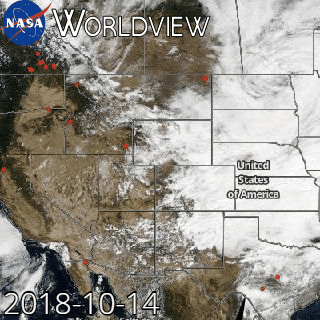 NASA WORLDVIEW
United
States
of America
2018-10-14